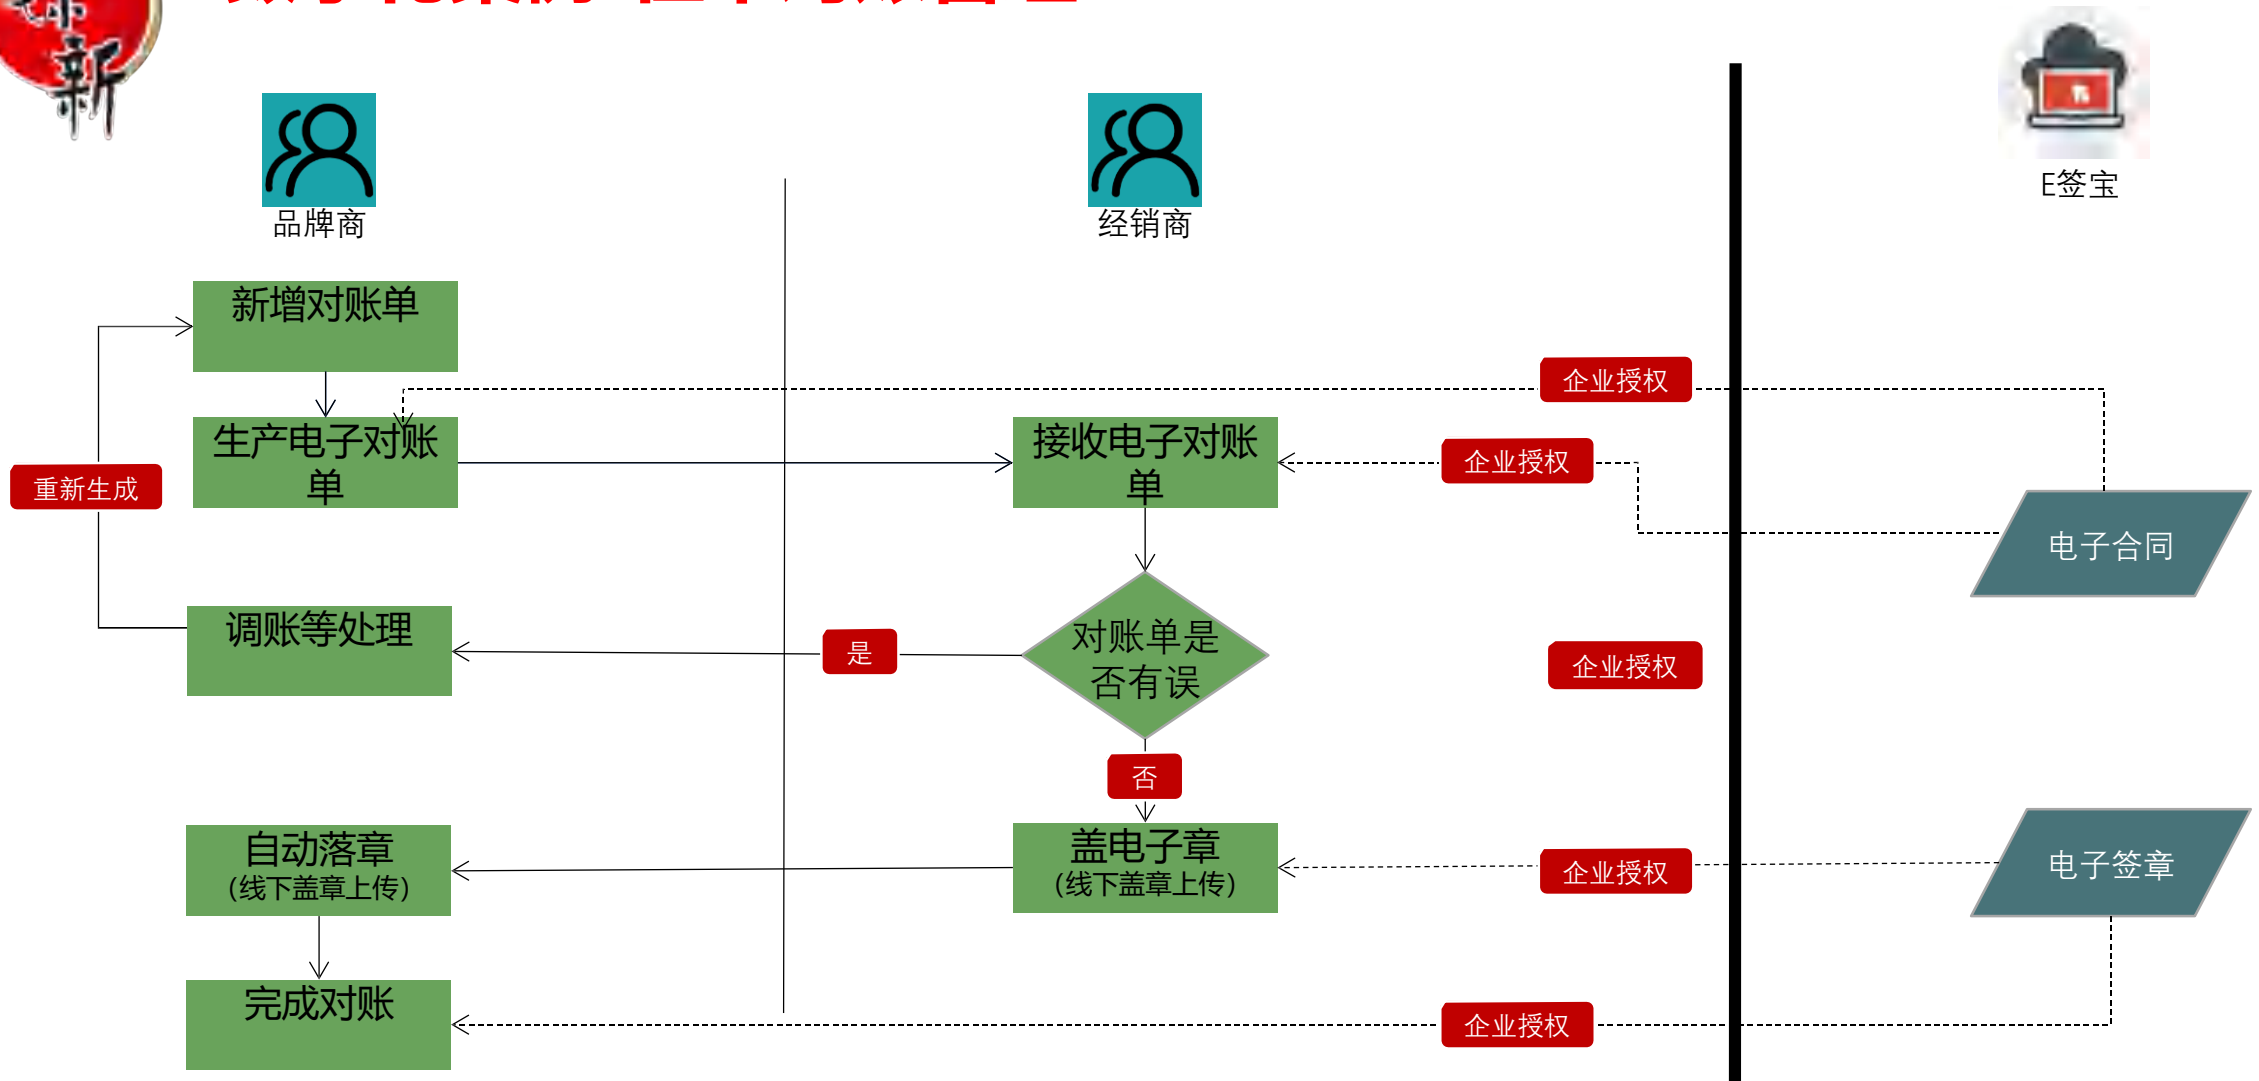 新
E签宝
品牌商
经销商
新增对账单
企业授权
生产电子对账
单
接收电子对账
单
企业授权
重新生成
电子合同
调账等处理
是
对账单是
否有误
企业授权
否
自动落章
（线下盖章上传）
盖电子章
（线下盖章上传）
企业授权
电子签章
完成对账
企业授权